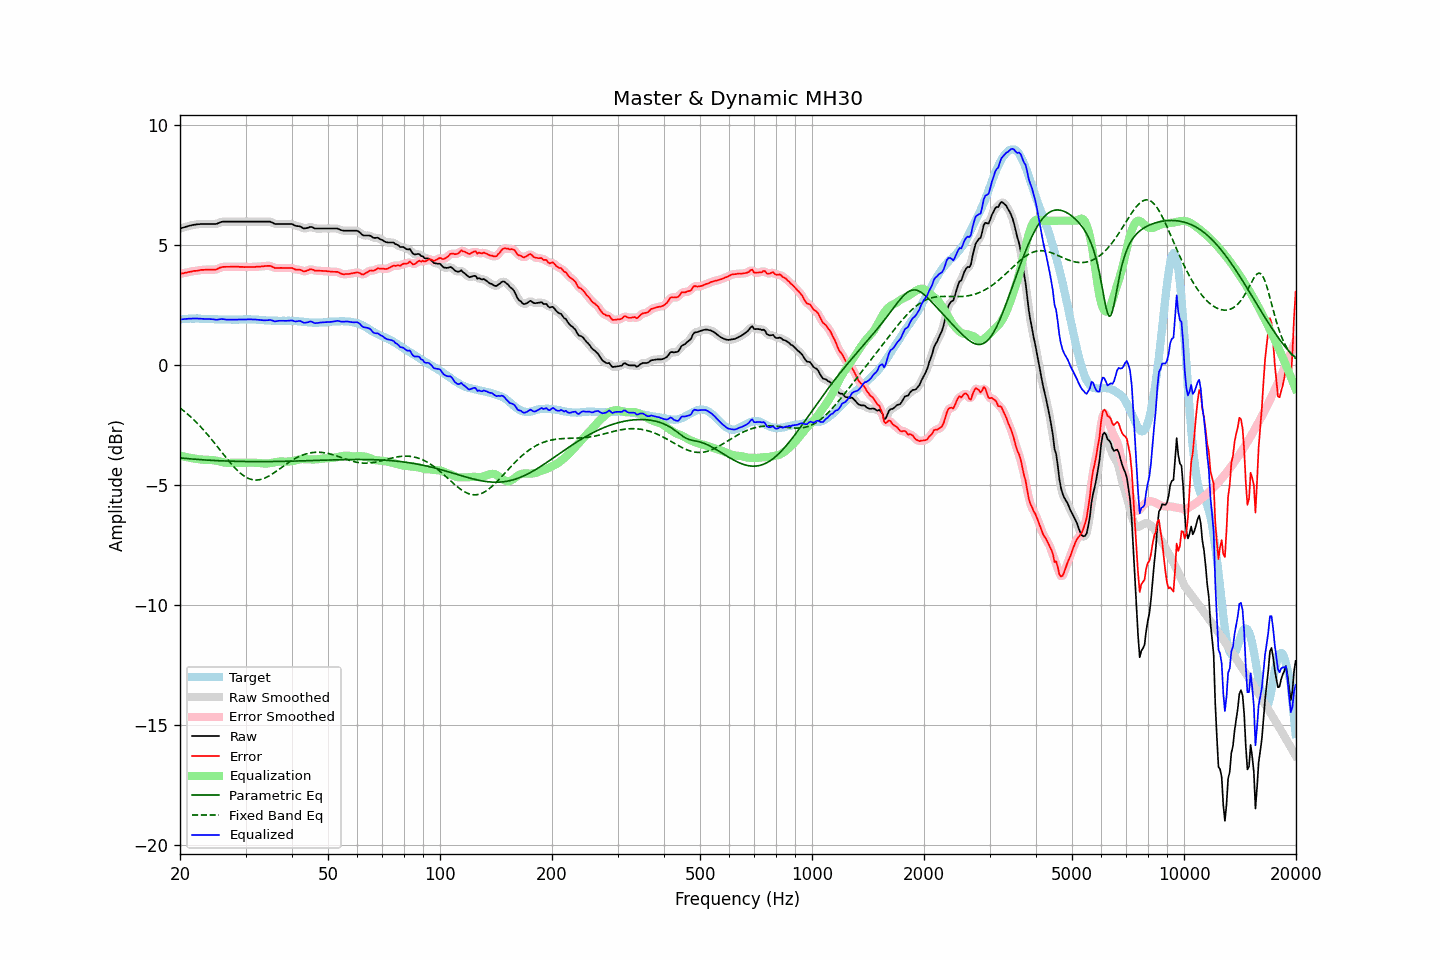 Master & Dynamic MH30
Amplitude (dBr)
10
5
0
−5
−10
−15
−20
Target
Raw Smoothed
Error Smoothed
Raw
Error
Equalization
Parametric Eq
Fixed Band Eq
Equalized
20 50 100 200 500 1000 2000 5000 10000 20000
Frequency (Hz)